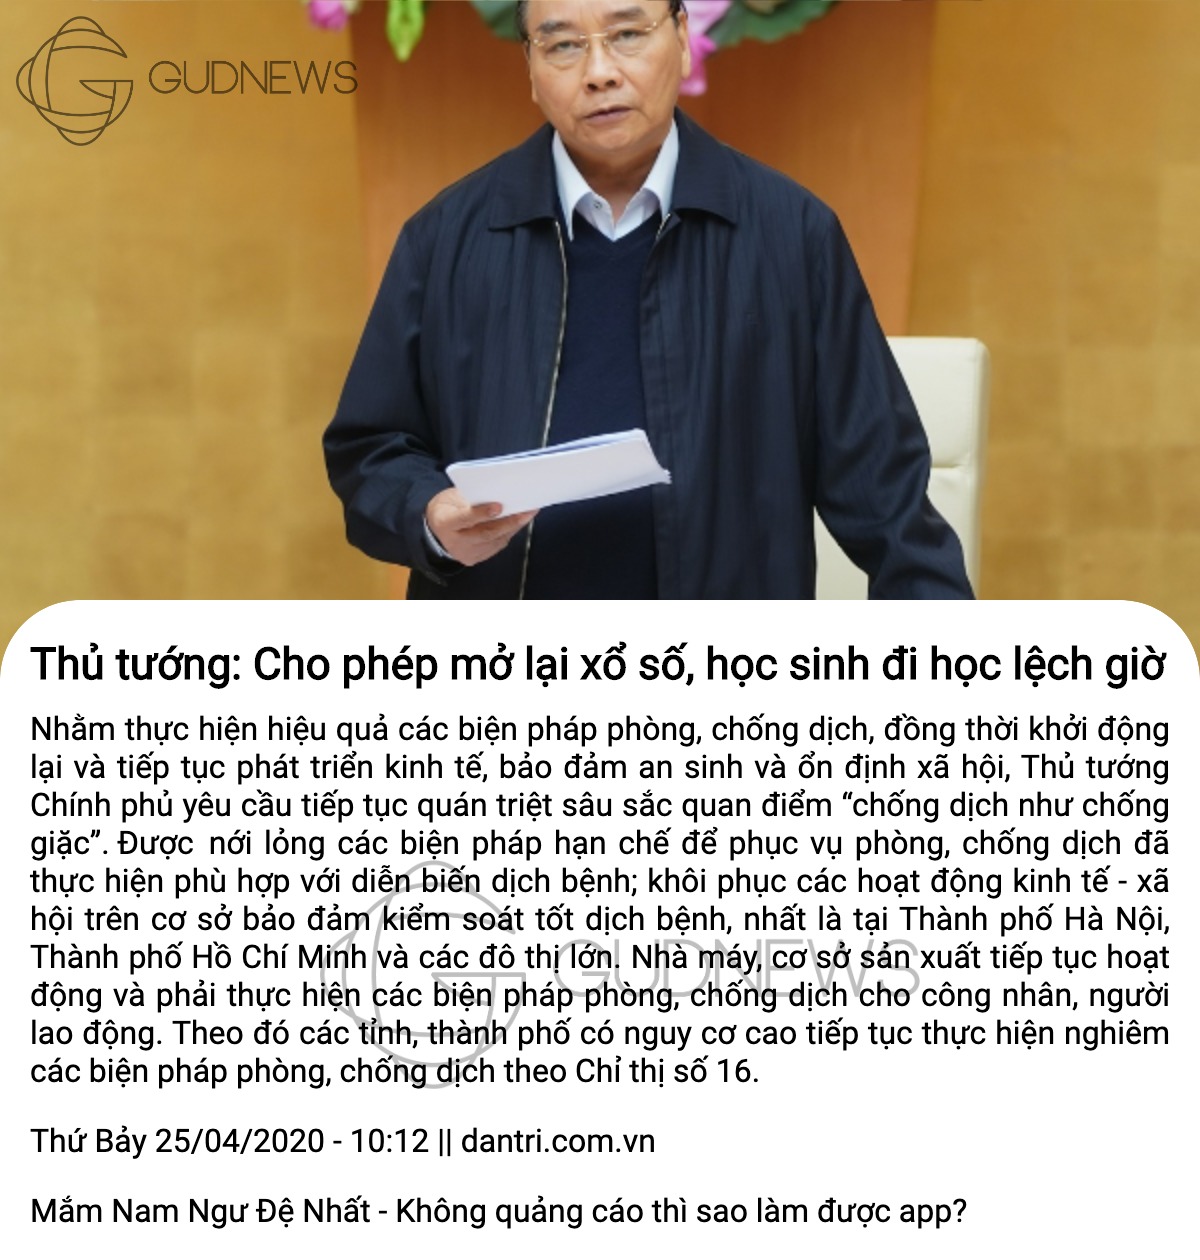 GUDNEWS
Thủ tướng: Cho phép mở lại xổ số, học sinh đi học lệch giờ
Nhằm thực hiện hiệu quả các biện pháp phòng, chống dịch, đồng thời khởi động
lại và tiếp tục phát triển kinh tế, bảo đảm an sinh và ổn định xã hội, Thủ tướng
Chính phủ yêu cầu tiếp tục quán triệt sâu sắc quan điểm “chống dịch như chống
giặc”. Được nới lỏng các biện pháp hạn chế để phục vụ phòng, chống dịch đã
thực hiện phù hợp với diễn biến dịch bệnh; khôi phục các hoạt động kinh tế - xã
hội trên cơ sở bảo đảm kiểm soát tốt dịch bệnh, nhất là tại Thành phố Hà Nội,
Thành phố Hồ Chí Minh và các đô thị lớn. Nhà máy, cơ sở sản xuất tiếp tục hoạt
GUDNEWS
động và phải thực hiện các biện pháp phòng, chống dịch cho công nhân, người
lao động. Theo đó các tỉnh, thành phố có nguy cơ cao tiếp tục thực hiện nghiêm
các biện pháp phòng, chống dịch theo Chỉ thị số 16.
Thứ Bảy 25/04/2020 - 10:12 || dantri.com.vn
Mắm Nam Ngư Đệ Nhất - Không quảng cáo thì sao làm được app?